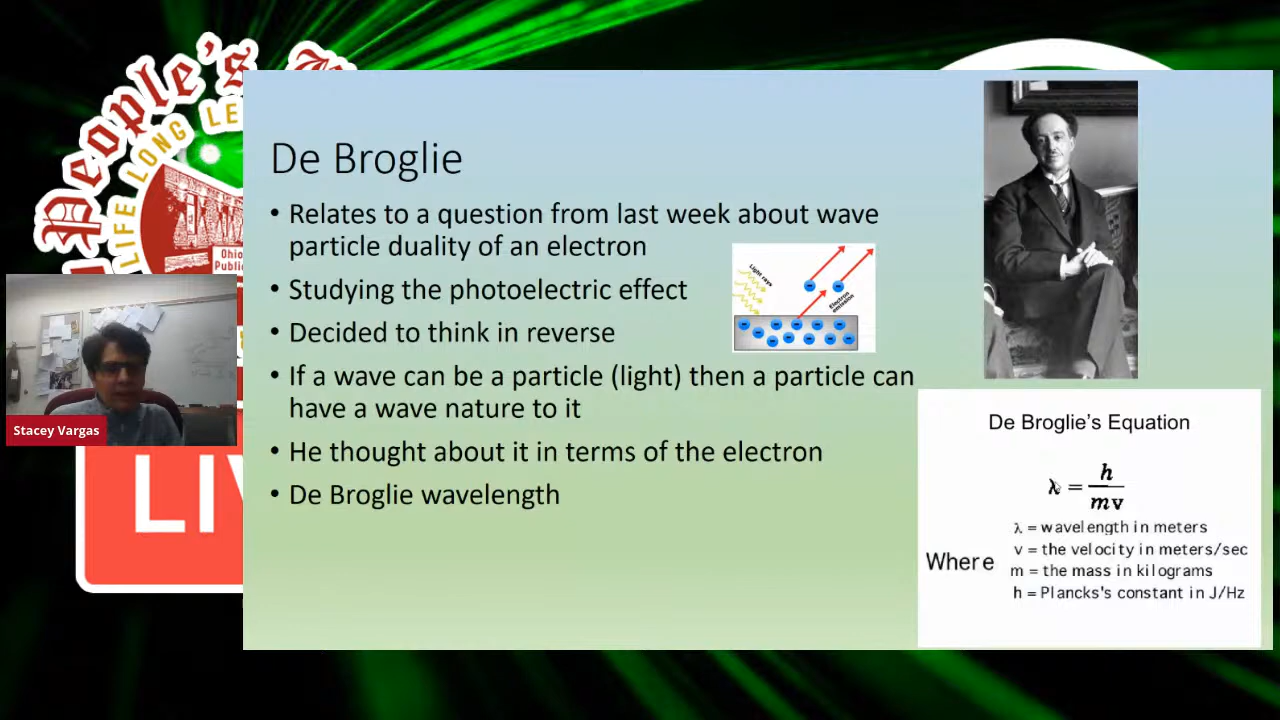 People's
LIFE LONG LE
Ohio
Public
LIV
Stacey Vargas
De Broglie
• Relates to a question from last week about wave
particle duality of an electron
• Studying the photoelectric effect
• Decided to think in reverse
• If a wave can be a particle (light) then a particle can
have a wave nature to it
• He thought about it in terms of the electron
• De Broglie wavelength
Light rays
Electron
emission
De Broglie's Equation
λ = h
mv
λ = wavelength in meters
v = the velocity in meters/sec
Where
m = the mass in kilograms
h = Plancks's constant in J/Hz